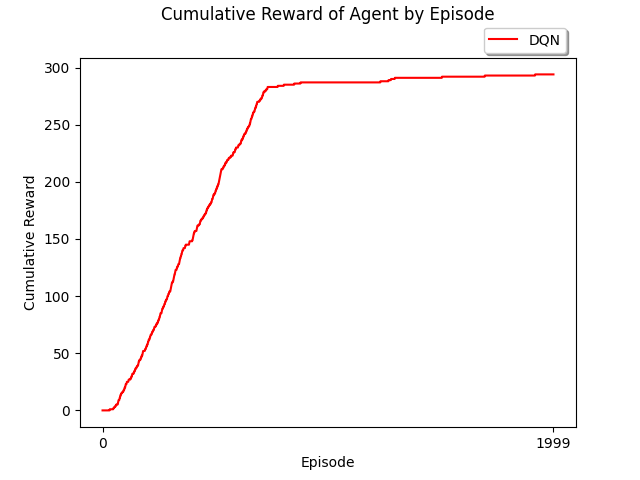 Cumulative Reward of Agent by Episode
DQN
300
250
200
150
100
50
0
Cumulative Reward
0
1999
Episode